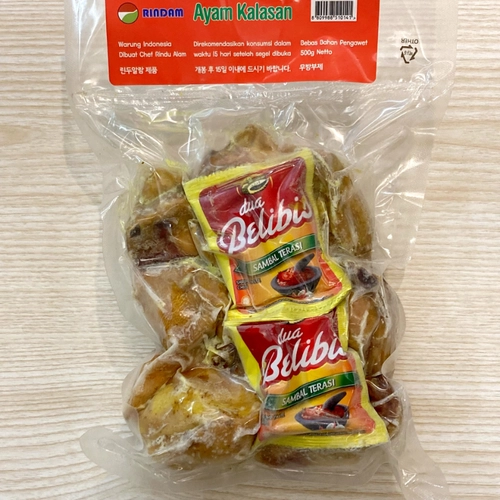 RINDAM
Ayam Kalasan
Warung Indonesia
Dibuat Chef Rindu Alam
린두말람 제품
Direkomendasikan konsumsi dalam
waktu 15 hari setelah segel dibuka
개봉 후 15일 이내에 드시기 바랍니다.
Bebas Bahan Pengawet
500g Netto
무방부제
dua
Belibis
SAMBAL TERASI
dua
Belibis
SAMBAL TERASI